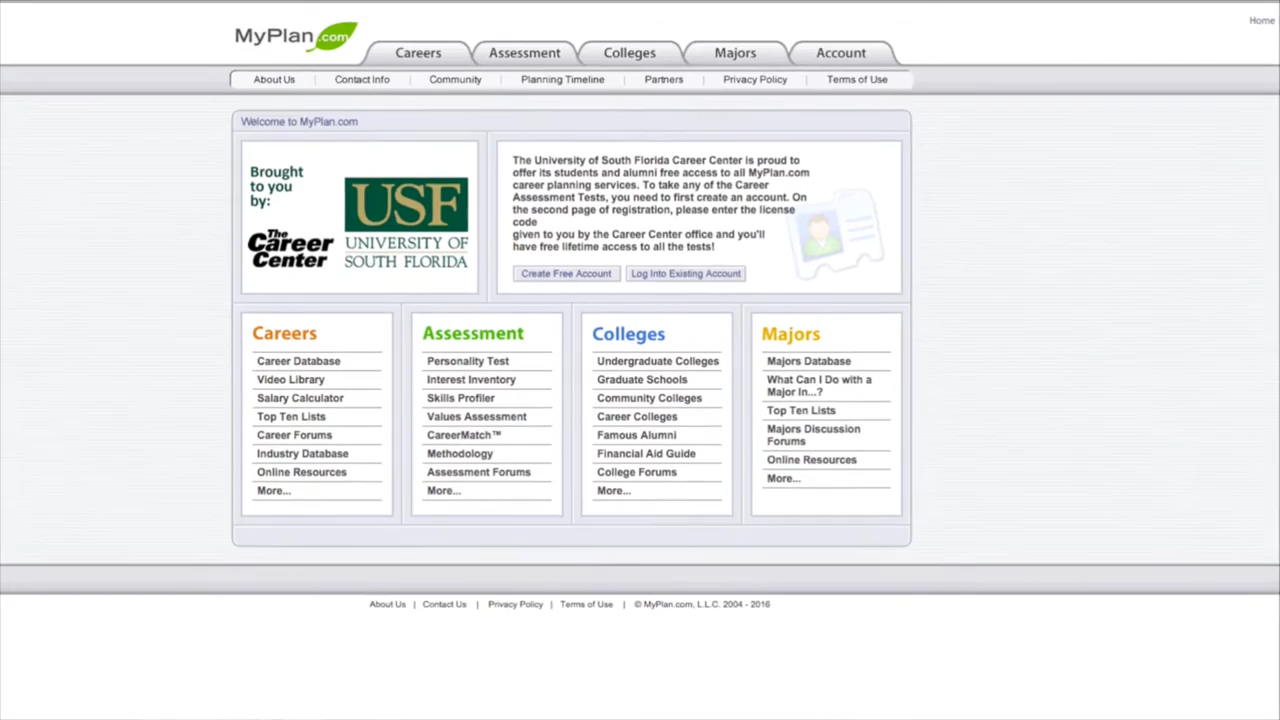 Home
MyPlan.com
Careers
Assessment
Colleges
Majors
Account
About Us
Contact Info
Community
Planning Timeline
Partners
Privacy Policy
Terms of Use
Welcome to MyPlan.com
Brought
to you
by:
The
Career
Center
USF
UNIVERSITY OF
SOUTH FLORIDA
The University of South Florida Career Center is proud to
offer its students and alumni free access to all MyPlan.com
career planning services. To take any of the Career
Assessment Tests, you need to first create an account. On
the second page of registration, please enter the license
code
given to you by the Career Center office and you'll
have free lifetime access to all the tests!
Create Free Account
Log Into Existing Account
Careers
Career Database
Video Library
Salary Calculator
Top Ten Lists
Career Forums
Industry Database
Online Resources
More...
Assessment
Personality Test
Interest Inventory
Skills Profiler
Values Assessment
CareerMatch™
Methodology
Assessment Forums
More...
Colleges
Undergraduate Colleges
Graduate Schools
Community Colleges
Career Colleges
Famous Alumni
Financial Aid Guide
College Forums
More...
Majors
Majors Database
What Can I Do with a
Major In...?
Top Ten Lists
Majors Discussion
Forums
Online Resources
More...
About Us | Contact Us | Privacy Policy | Terms of Use | © MyPlan.com, L.L.C. 2004 - 2016